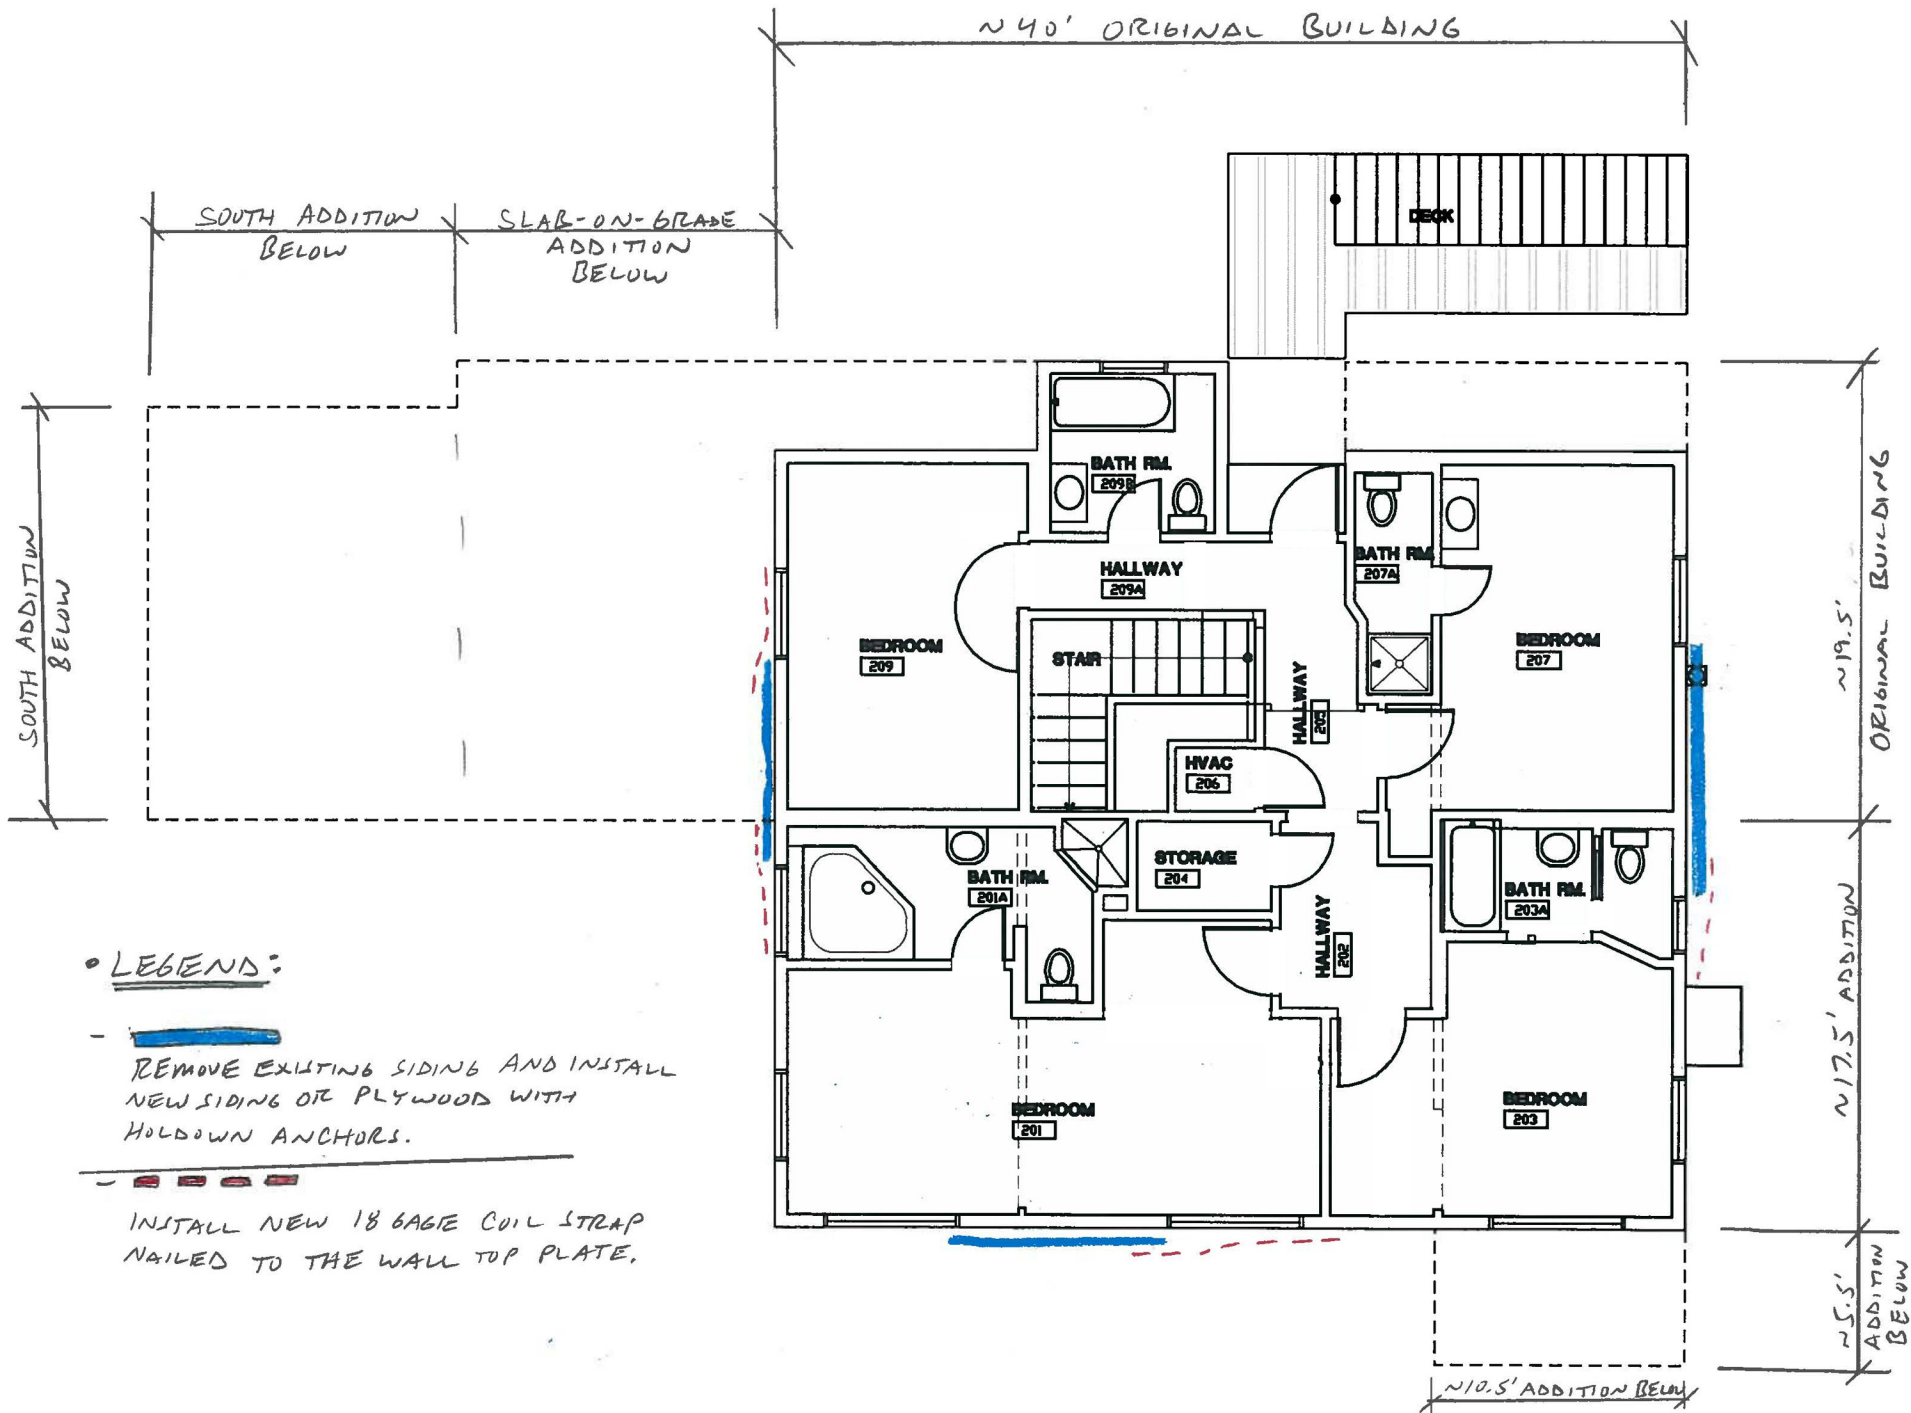 ~40' ORIGINAL BUILDING
SOUTH ADDITION
BELOW
SLAB-ON-GRADE
ADDITION
BELOW
DECK
SOUTH ADDITION
BELOW
BATH RM.
209B
HALLWAY
209A
BATH RM.
207A
BEDROOM
209
STAIR
BEDROOM
207
HALLWAY
205
HVAC
206
~19.5'
ORIGINAL BUILDING
STORAGE
204
BATH RM.
201A
BATH RM.
203A
HALLWAY
202
~17.5' ADDITION
BEDROOM
201
BEDROOM
203
• LEGEND:
-
REMOVE EXISTING SIDING AND INSTALL
NEW SIDING OR PLYWOOD WITH
HOLDOWN ANCHORS.
-
INSTALL NEW 18 GAGE COIL STRAP
NAILED TO THE WALL TOP PLATE.
~5.5'
ADDITION
BELOW
~10.5' ADDITION BELOW